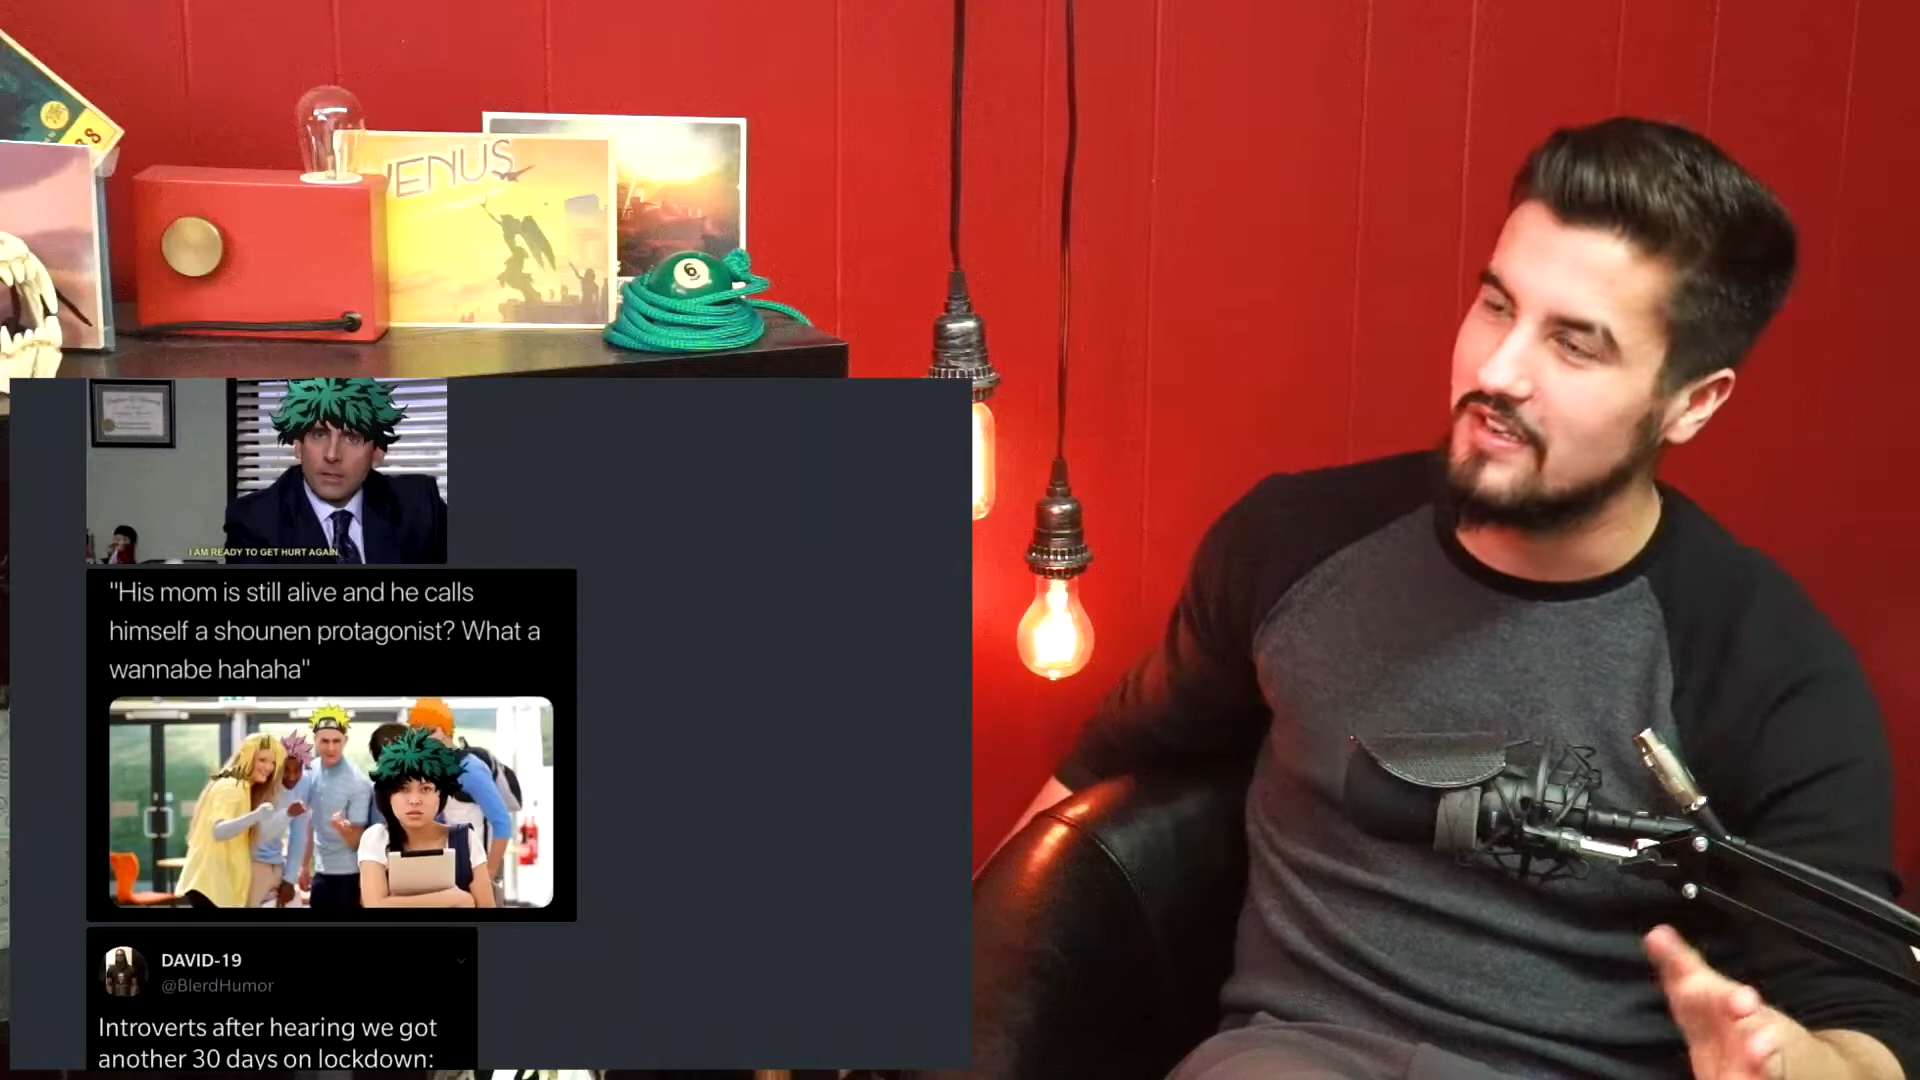 VENUS
6
I AM READY TO GET HURT AGAIN.
"His mom is still alive and he calls
himself a shounen protagonist? What a
wannabe hahaha"
DAVID-19
@BlerdHumor
Introverts after hearing we got
another 30 days on lockdown: